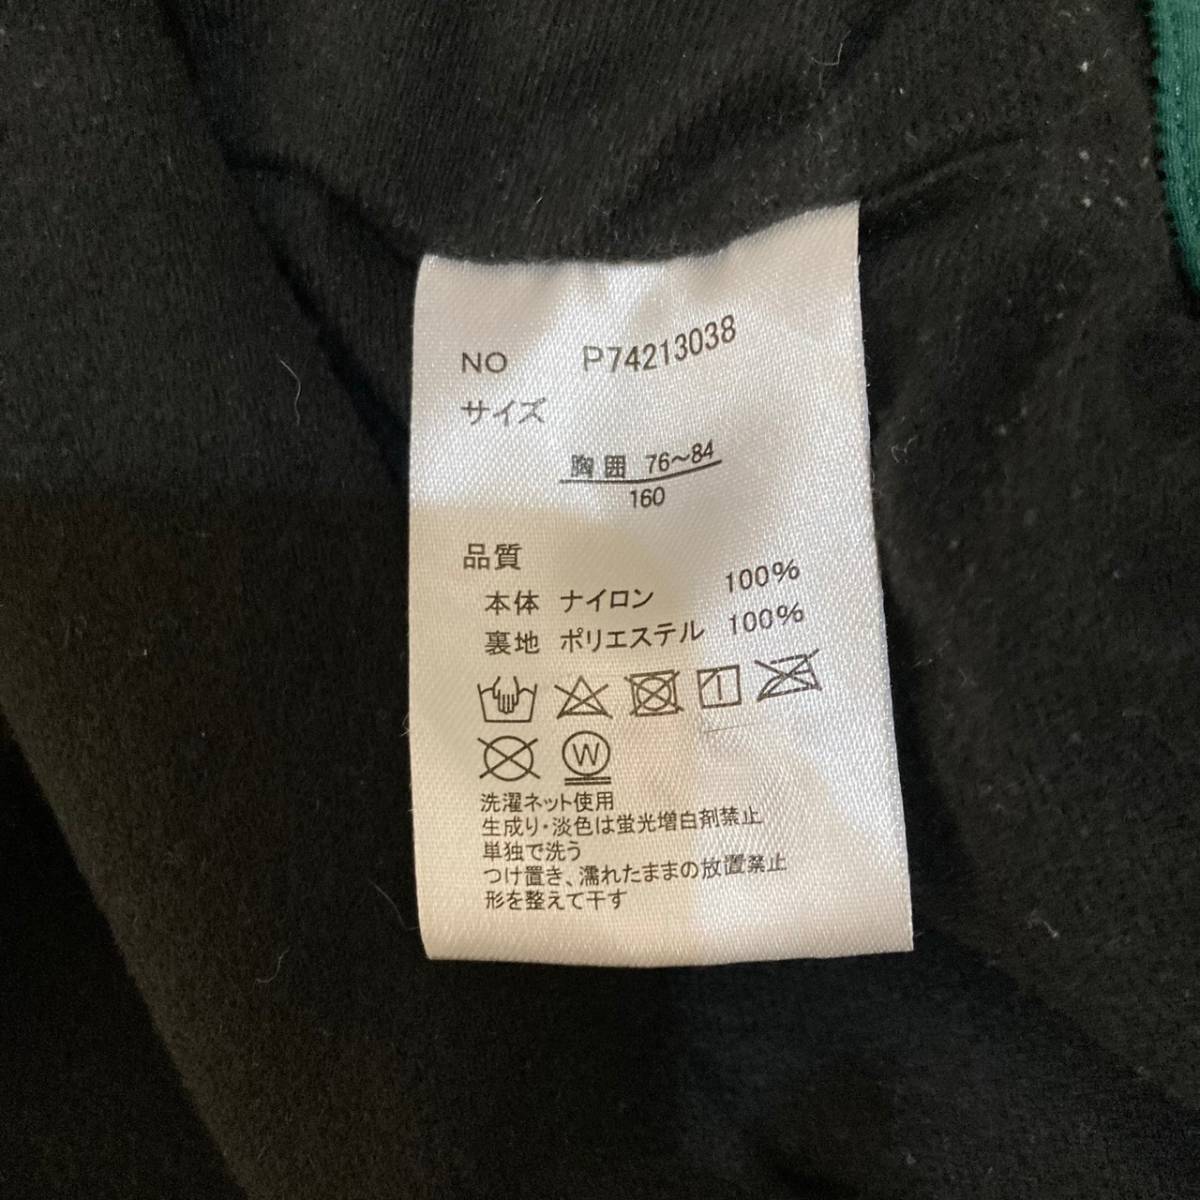 NO P74213038
サイズ
胸囲 76～84
160
品質
本体 ナイロン 100%
裏地 ポリエステル 100%
W
洗濯ネット使用
生成り・淡色は蛍光増白剤禁止
単独で洗う
つけ置き、濡れたままの放置禁止
形を整えて干す